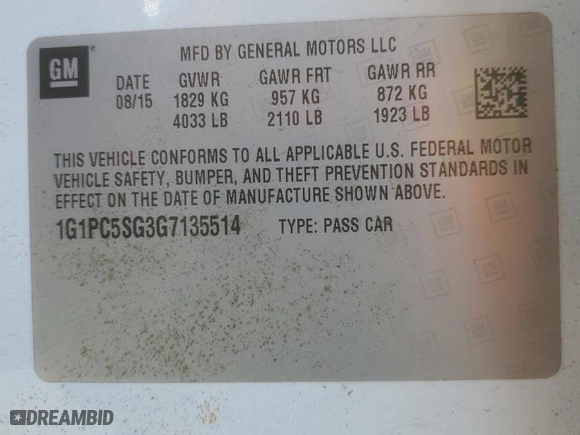 GM ® MFD BY GENERAL MOTORS LLC
DATE GVWR GAWR FRT GAWR RR
08/15 1829 KG 957 KG 872 KG
4033 LB 2110 LB 1923 LB
THIS VEHICLE CONFORMS TO ALL APPLICABLE U.S. FEDERAL MOTOR
VEHICLE SAFETY, BUMPER, AND THEFT PREVENTION STANDARDS IN
EFFECT ON THE DATE OF MANUFACTURE SHOWN ABOVE.
1G1PC5SG3G7135514 TYPE: PASS CAR
DREAMBID